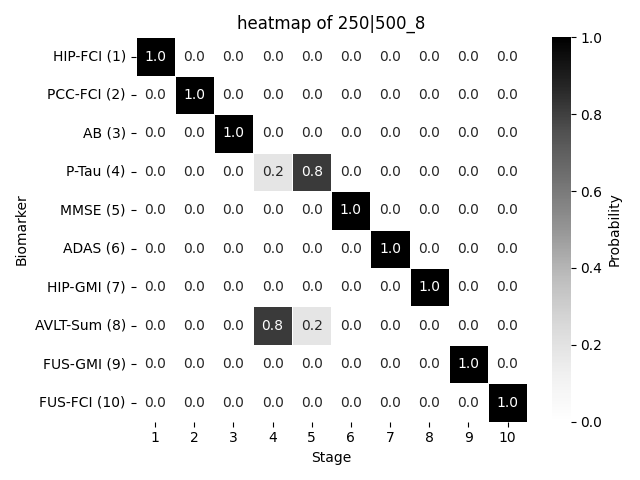 heatmap of 250|500_8
HIP-FCI (1) 1.0 0.0 0.0 0.0 0.0 0.0 0.0 0.0 0.0 0.0
PCC-FCI (2) 0.0 1.0 0.0 0.0 0.0 0.0 0.0 0.0 0.0 0.0
AB (3) 0.0 0.0 1.0 0.0 0.0 0.0 0.0 0.0 0.0 0.0
P-Tau (4) 0.0 0.0 0.0 0.2 0.8 0.0 0.0 0.0 0.0 0.0
MMSE (5) 0.0 0.0 0.0 0.0 0.0 1.0 0.0 0.0 0.0 0.0
ADAS (6) 0.0 0.0 0.0 0.0 0.0 0.0 1.0 0.0 0.0 0.0
HIP-GMI (7) 0.0 0.0 0.0 0.0 0.0 0.0 0.0 1.0 0.0 0.0
AVLT-Sum (8) 0.0 0.0 0.0 0.8 0.2 0.0 0.0 0.0 0.0 0.0
FUS-GMI (9) 0.0 0.0 0.0 0.0 0.0 0.0 0.0 0.0 1.0 0.0
FUS-FCI (10) 0.0 0.0 0.0 0.0 0.0 0.0 0.0 0.0 0.0 1.0
1 2 3 4 5 6 7 8 9 10
Stage
Biomarker
1.0
0.8
0.6
0.4
0.2
0.0
Probability